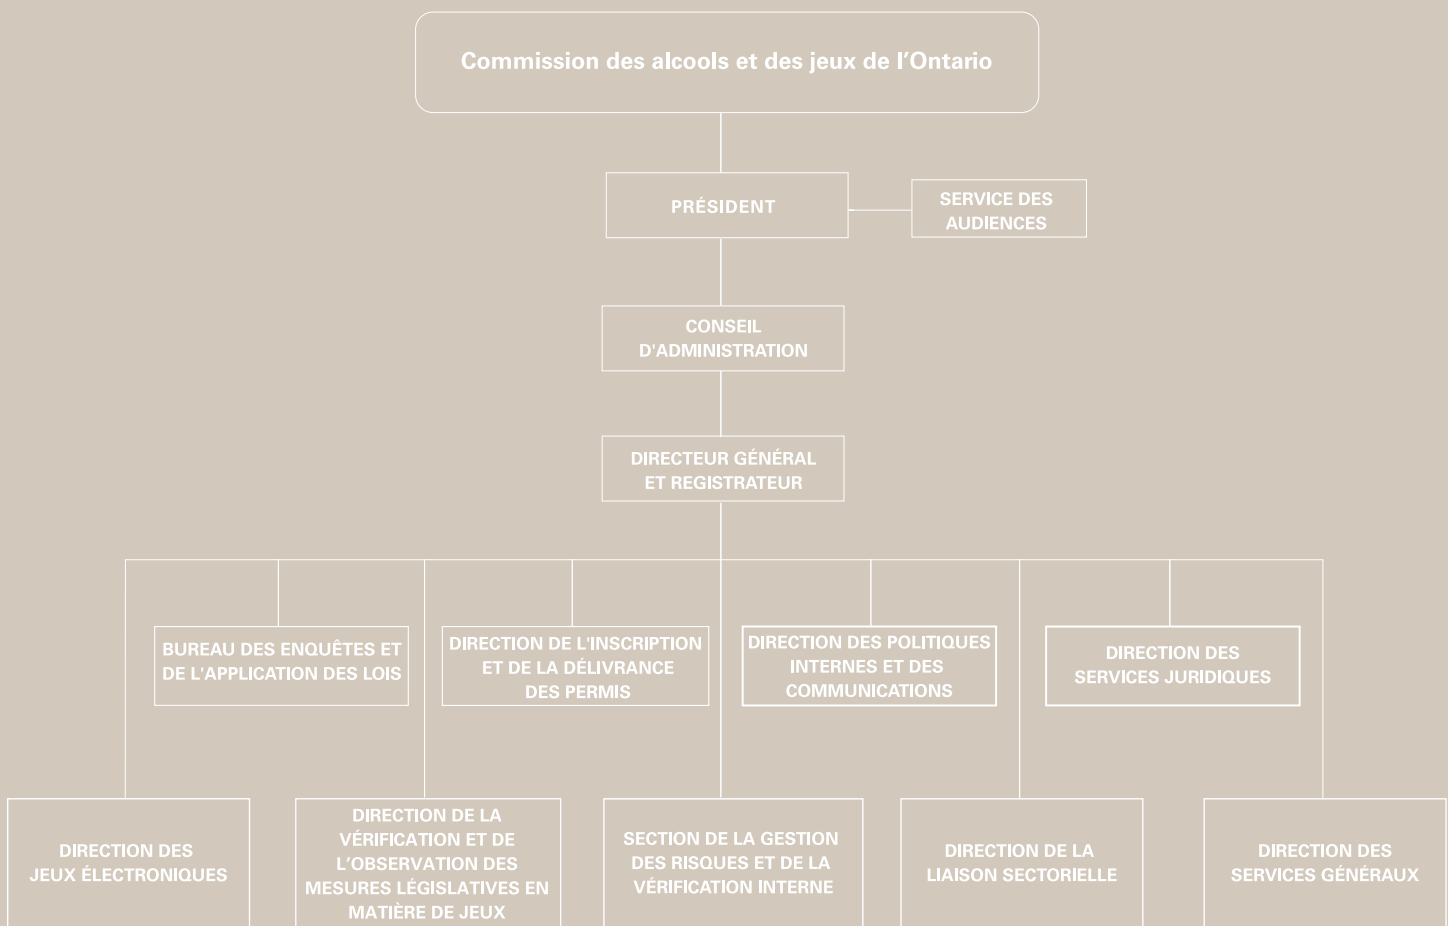 Commission des alcools et des jeux de l’Ontario
PRÉSIDENT
SERVICE DES
AUDIENCES
CONSEIL
D'ADMINISTRATION
DIRECTEUR GÉNÉRAL
ET REGISTRATEUR
BUREAU DES ENQUÊTES ET
DE L'APPLICATION DES LOIS
DIRECTION DE L'INSCRIPTION
ET DE LA DÉLIVRANCE
DES PERMIS
DIRECTION DES POLITIQUES
INTERNES ET DES
COMMUNICATIONS
DIRECTION DES
SERVICES JURIDIQUES
DIRECTION DES
JEUX ÉLECTRONIQUES
DIRECTION DE LA
VÉRIFICATION ET DE
L’OBSERVATION DES
MESURES LÉGISLATIVES EN
MATIÈRE DE JEUX
SECTION DE LA GESTION
DES RISQUES ET DE LA
VÉRIFICATION INTERNE
DIRECTION DE LA
LIAISON SECTORIELLE
DIRECTION DES
SERVICES GÉNÉRAUX